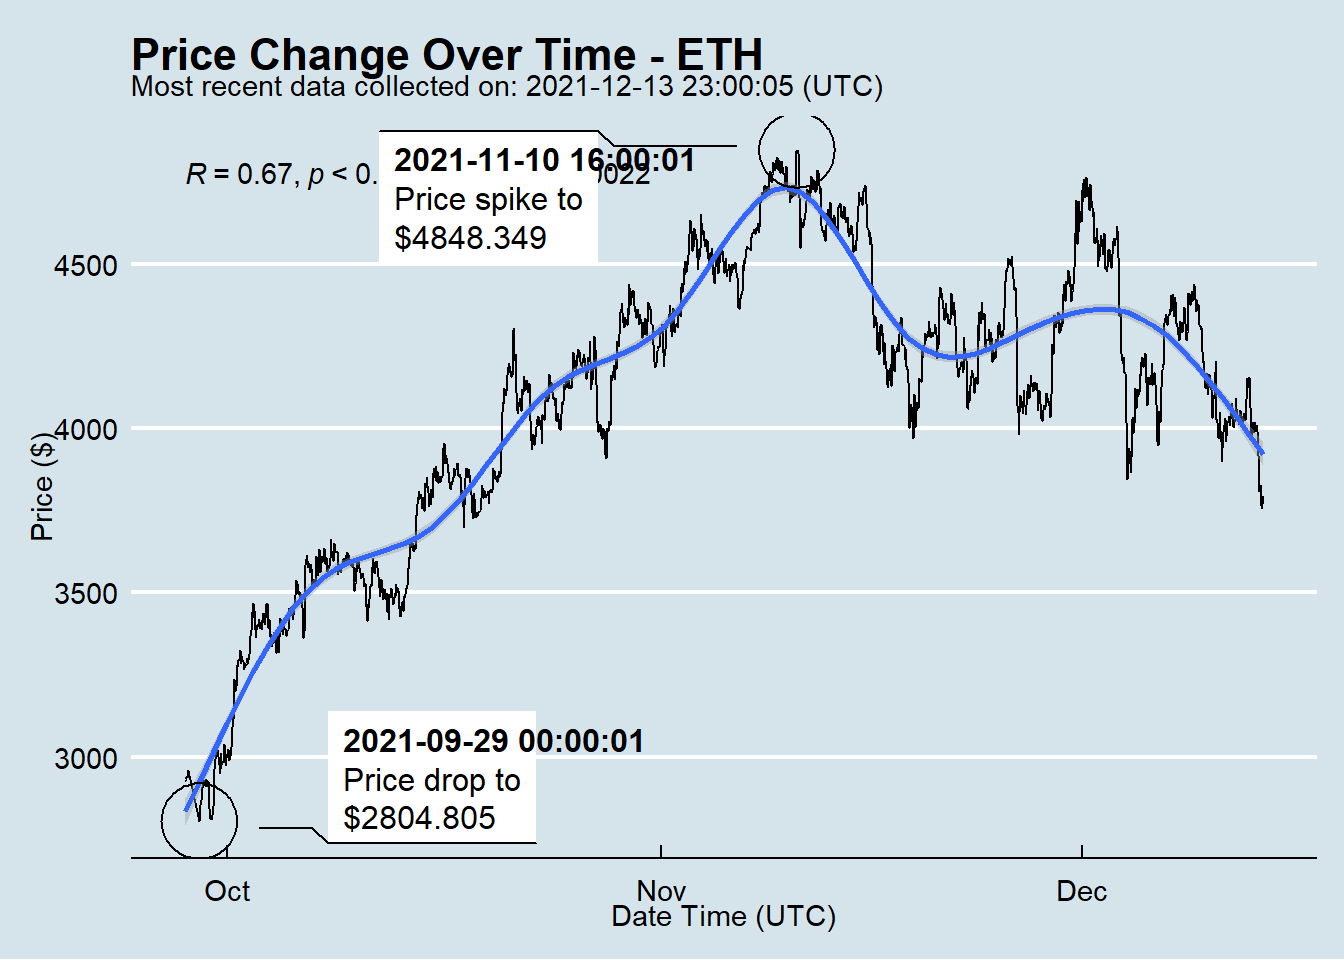 Price Change Over Time - ETH
Most recent data collected on: 2021-12-13 23:00:05 (UTC)
R = 0.67, p < 0.
2021-11-10 16:00:01
Price spike to
$4848.349
4500
4000
3500
3000
Price ($)
2021-09-29 00:00:01
Price drop to
$2804.805
Oct
Nov
Dec
Date Time (UTC)